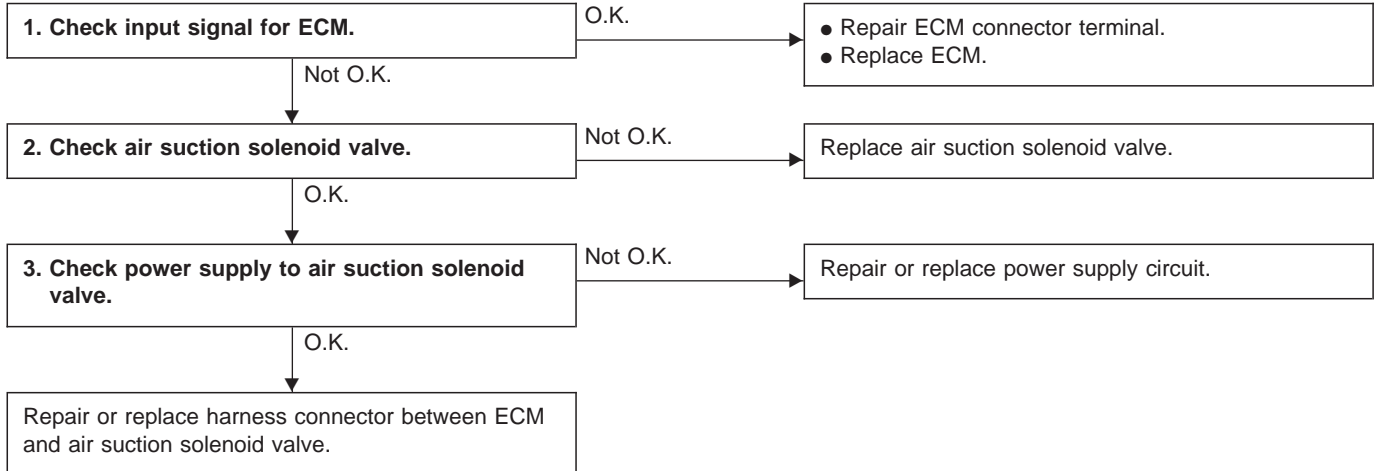 1. Check input signal for ECM.
O.K.
● Repair ECM connector terminal.
● Replace ECM.
Not O.K.
2. Check air suction solenoid valve.
Not O.K.
Replace air suction solenoid valve.
O.K.
3. Check power supply to air suction solenoid
valve.
Not O.K.
Repair or replace power supply circuit.
O.K.
Repair or replace harness connector between ECM
and air suction solenoid valve.